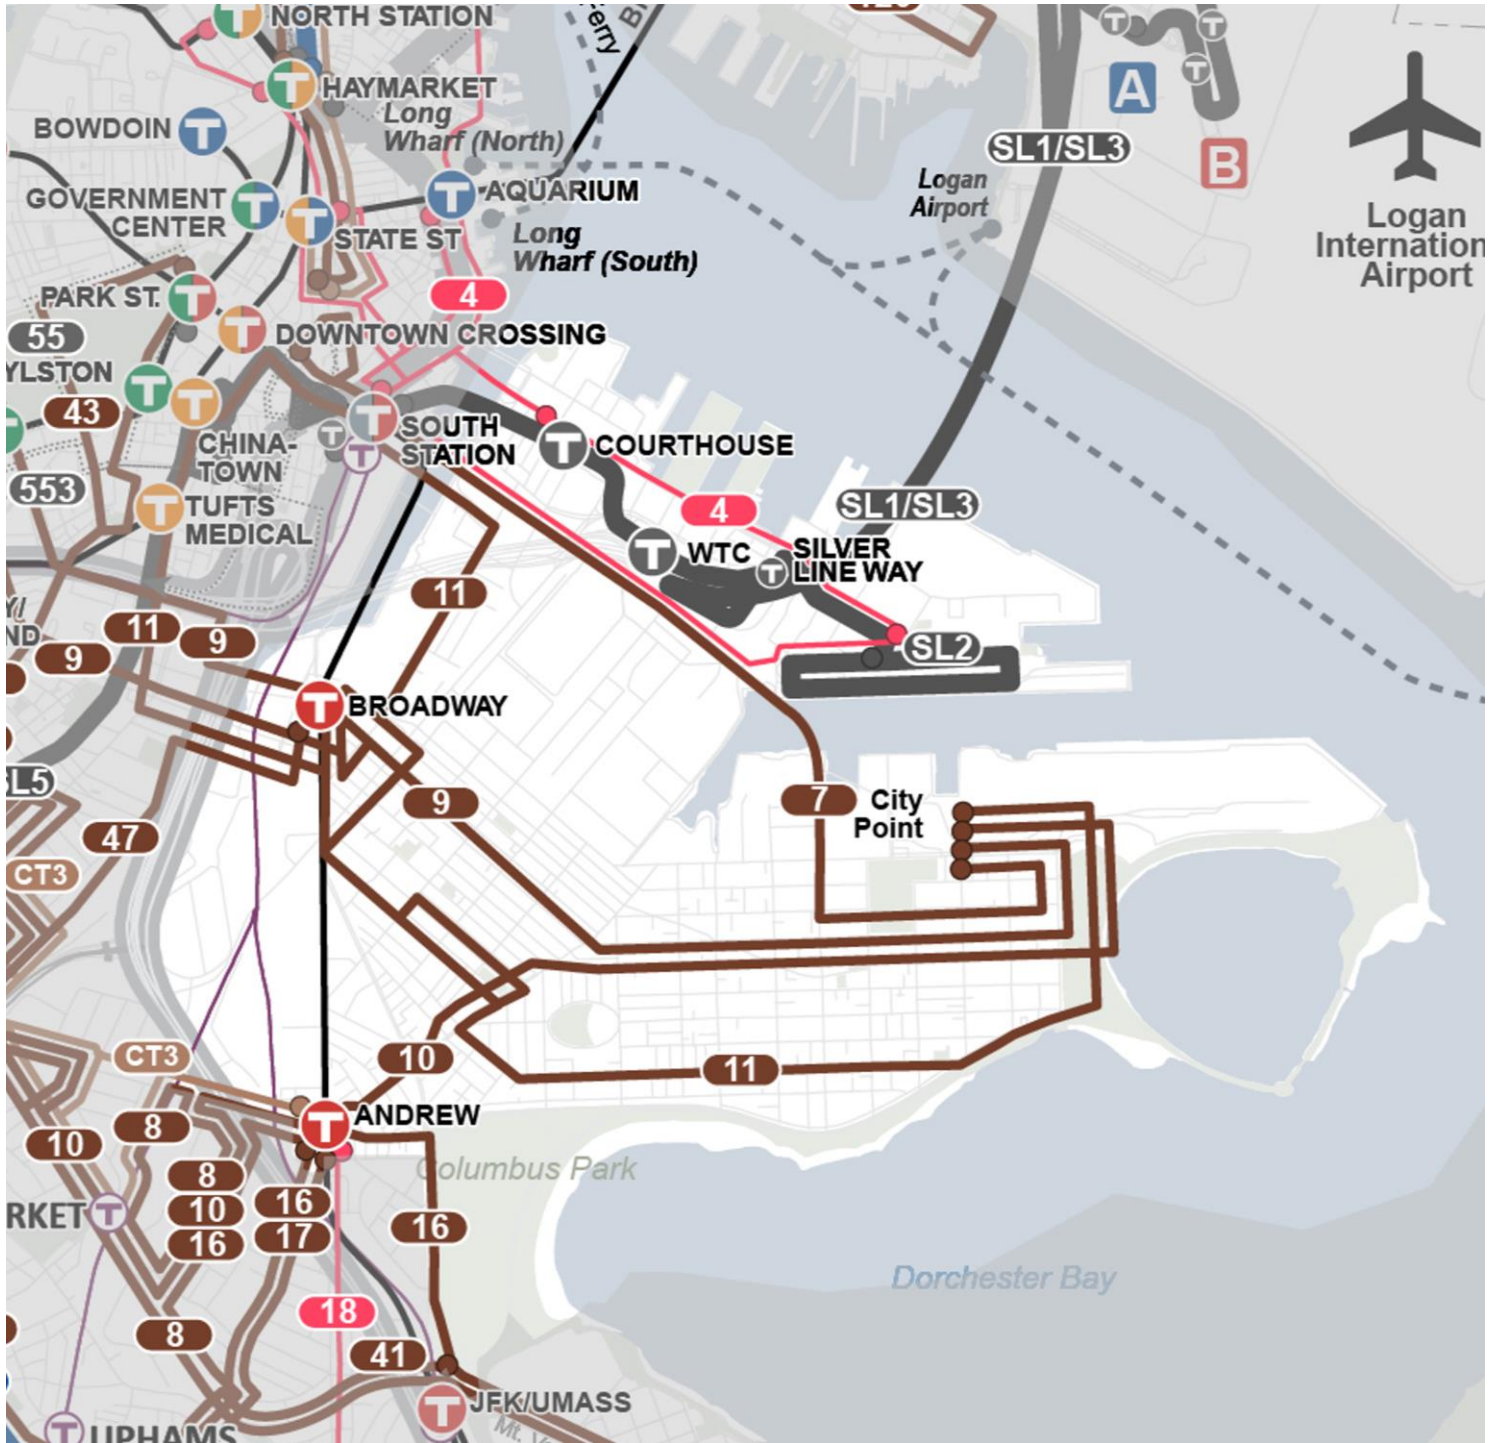 NORTH STATION
HAYMARKET
Long
Wharf (North)
Ferry
BOWDOIN
GOVERNMENT
CENTER
STATE ST
AQUARIUM
Long
Wharf (South)
SL1/SL3
A
B
Logan
Airport
Logan
Internation
Airport
PARK ST.
4
DOWNTOWN CROSSING
55
YLSTON
43
CHINA-
TOWN
553
TUFTS
MEDICAL
SOUTH
STATION
COURTHOUSE
4
SL1/SL3
WTC
SILVER
LINE WAY
SL2
11
11
9
9
ND
BROADWAY
SL5
9
7
City
Point
47
CT3
CT3
10
11
ANDREW
8
10
8
10
16
16
17
16
Columbus Park
RKET
Dorchester Bay
18
8
41
JFK/UMASS
UPHAMS
T